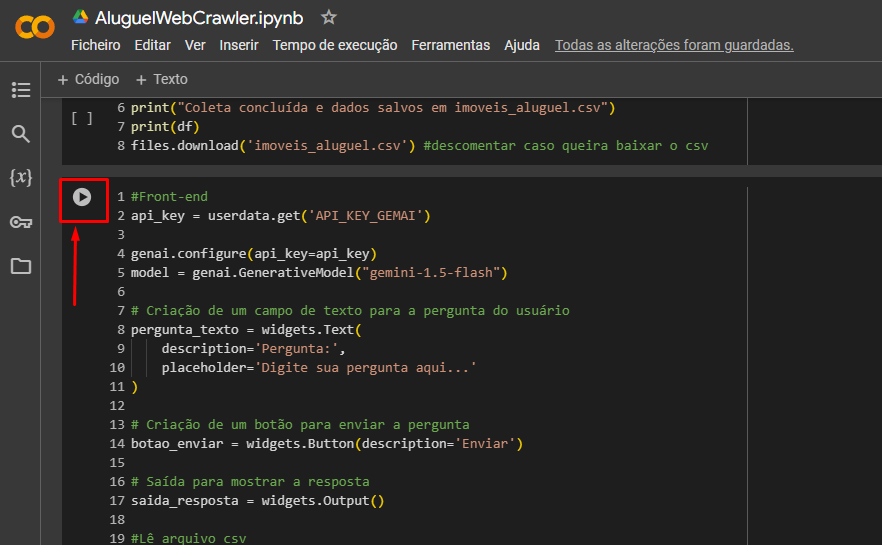 AluguelWebCrawler.ipynb
Ficheiro Editar Ver Inserir Tempo de execução Ferramentas Ajuda Todas as alterações foram guardadas.
+ Código + Texto
6 print("Coleta concluída e dados salvos em imoveis_aluguel.csv")
[ ]
7 print(df)
8 files.download('imoveis_aluguel.csv') #descomentar caso queira baixar o csv
{x}
1 #Front-end
2 api_key = userdata.get('API_KEY_GEMAI')
3
4 genai.configure(api_key=api_key)
5 model = genai.GenerativeModel("gemini-1.5-flash")
6
7 # Criação de um campo de texto para a pergunta do usuário
8 pergunta_texto = widgets.Text(
9     description='Pergunta:',
10     placeholder='Digite sua pergunta aqui...'
11 )
12
13 # Criação de um botão para enviar a pergunta
14 botao_enviar = widgets.Button(description='Enviar')
15
16 # Saída para mostrar a resposta
17 saida_resposta = widgets.Output()
18
19 #Lê arquivo csv